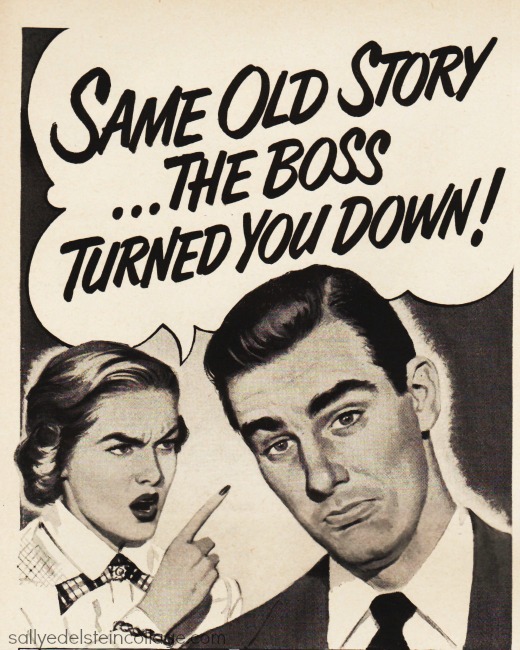 SAME OLD STORY
...THE BOSS
TURNED YOU DOWN!
sallyedelsteincollage.com